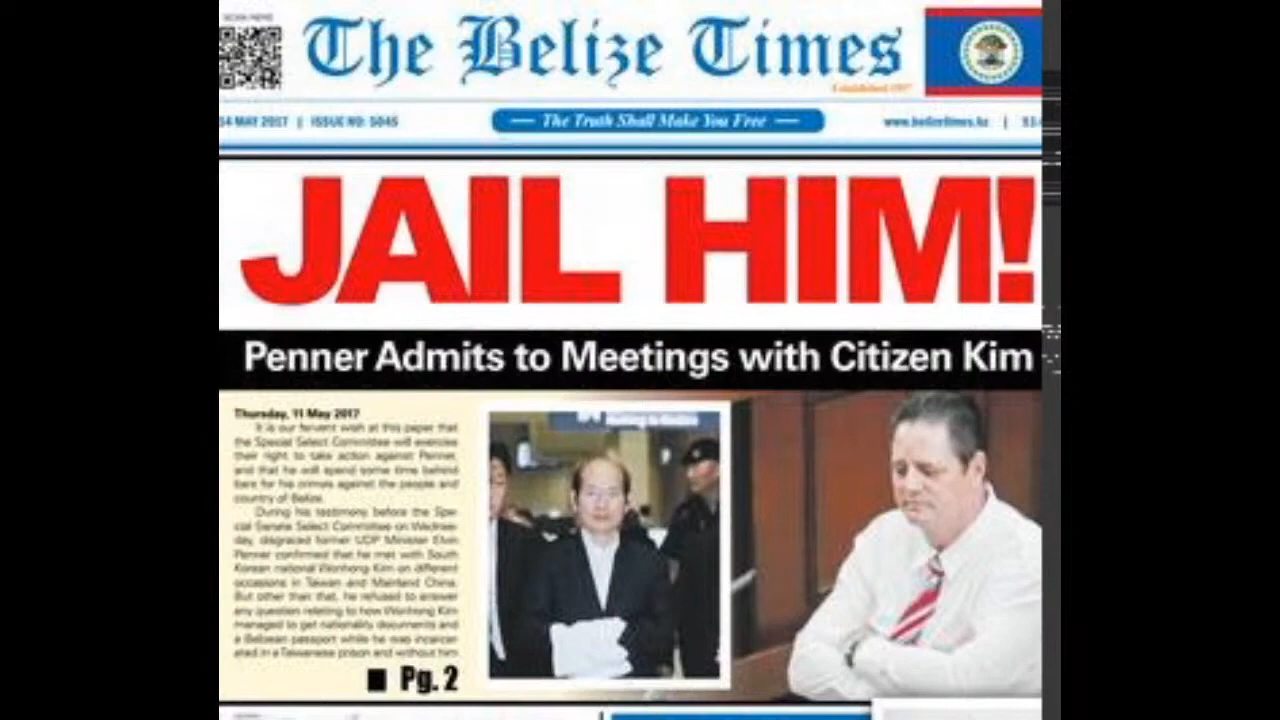 The Belize Times
Established 1957
14 MAY 2017 | ISSUE NO: 5045
The Truth Shall Make You Free
www.belizetimes.bz |
JAIL HIM!
Penner Admits to Meetings with Citizen Kim
Thursday, 11 May 2017
It is our fervent wish at this paper that
the Special Select Committee will exercise
their right to take action against Penner,
and that he will spend some time behind
bars for his crimes against the people and
country of Belize.
During his testimony before the Spe-
cial Senate Select Committee on Wednes-
day, disgraced former UDP Minister Elvin
Penner confirmed that he met with South
Korean national Wonhong Kim on different
occasions in Taiwan and Mainland China.
But other than that, he refused to answer
any question relating to how Wonhong Kim
managed to get nationality documents and
a Belizean passport while he was incarcer-
ated in a Taiwanese prison and without him
Pg. 2